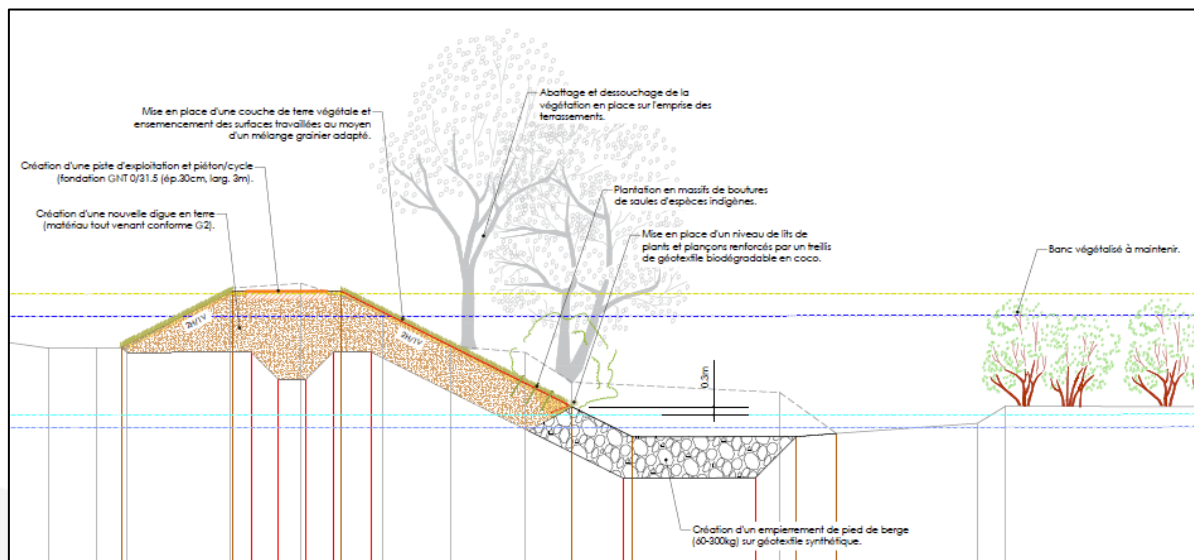 Abattage et dessouchage de la
végétation en place sur l'emprise des
terrassements.
Mise en place d'une couche de terre végétale et
ensemencement des surfaces travaillées au moyen
d'un mélange grainier adapté.
Création d'une piste d'exploitation et piéton/cycle
(fondation GNT 0/31.5 (ép.30cm, larg. 3m).
Plantation en massifs de boutures
de saules d'espèces indigènes.
Création d'une nouvelle digue en terre
(matériau tout venant conforme G2).
Mise en place d'un niveau de lits de
plants et plançons renforcés par un treillis
de géotextile biodégradable en coco.
Banc végétalisé à maintenir.
2H/1V
2H/1V
0.3m
Création d'un empierrement de pied de berge
(60-300kg) sur géotextile synthétique.